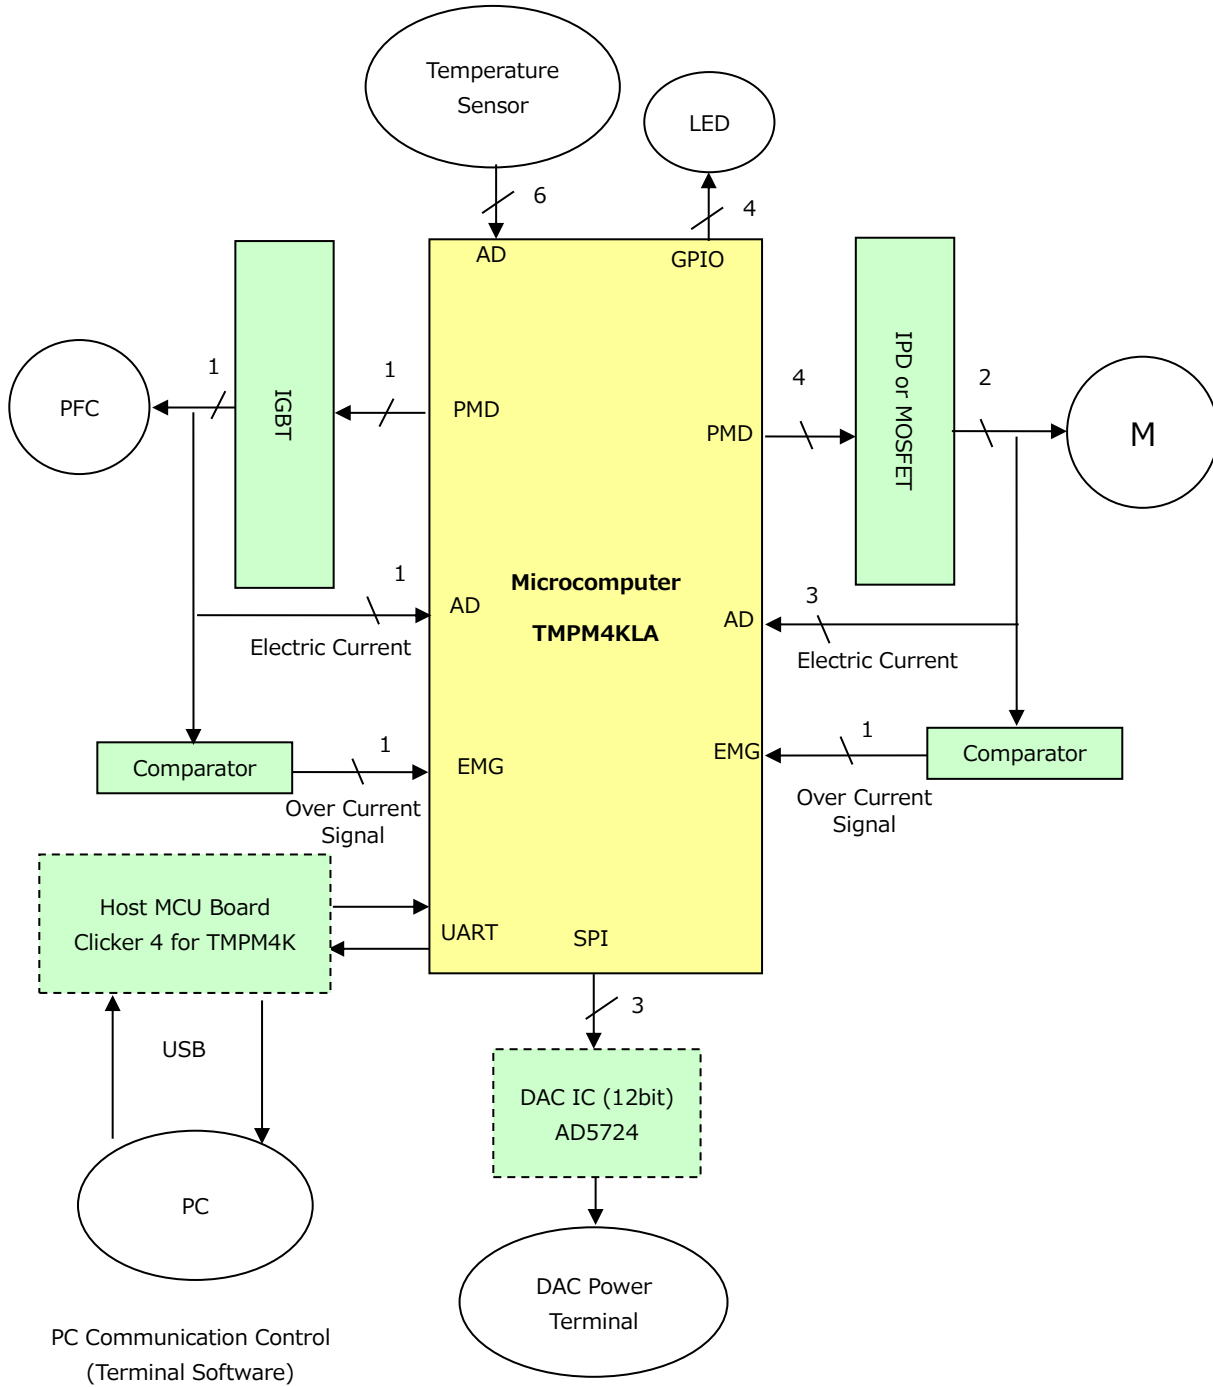 Temperature
Sensor
LED
6
4
AD
GPIO
PFC
1
IGBT
1
PMD
4
PMD
IPD or MOSFET
2
M
Microcomputer
TMPM4KLA
1
AD
Electric Current
3
AD
Electric Current
Comparator
1
EMG
Over Current
Signal
1
EMG
Comparator
Over Current
Signal
Host MCU Board
Clicker 4 for TMPM4K
UART
SPI
3
USB
DAC IC (12bit)
AD5724
PC
DAC Power
Terminal
PC Communication Control
(Terminal Software)